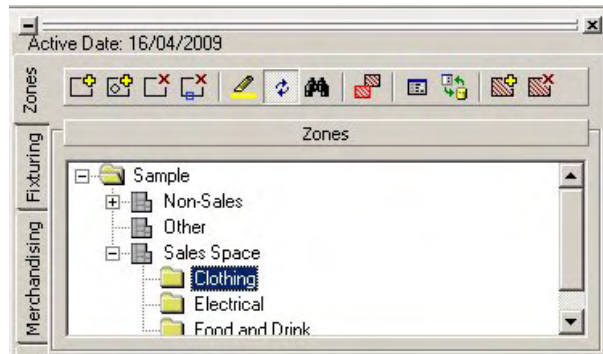 Active Date: 16/04/2009
Zones
Fixturing
Merchandising
Zones
Sample
Non-Sales
Other
Sales Space
Clothing
Electrical
Food and Drink